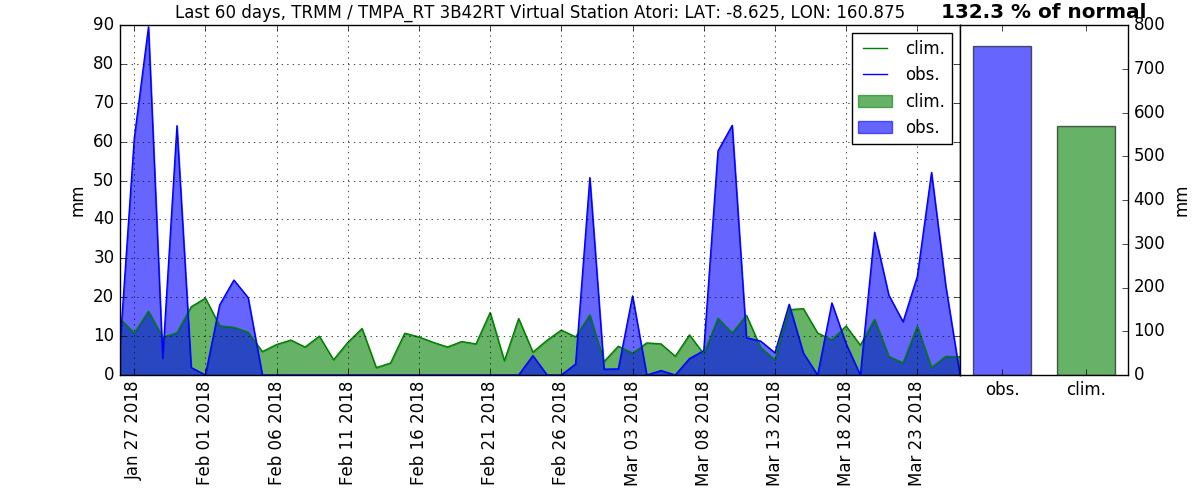 Last 60 days, TRMM / TMPA_RT 3B42RT Virtual Station Atori: LAT: -8.625, LON: 160.875
132.3 % of normal
90
80
70
60
50
40
30
20
10
0
mm
clim.
obs.
clim.
obs.
Jan 27 2018
Feb 01 2018
Feb 06 2018
Feb 11 2018
Feb 16 2018
Feb 21 2018
Feb 26 2018
Mar 03 2018
Mar 08 2018
Mar 13 2018
Mar 18 2018
Mar 23 2018
800
700
600
500
400
300
200
100
0
mm
obs.
clim.